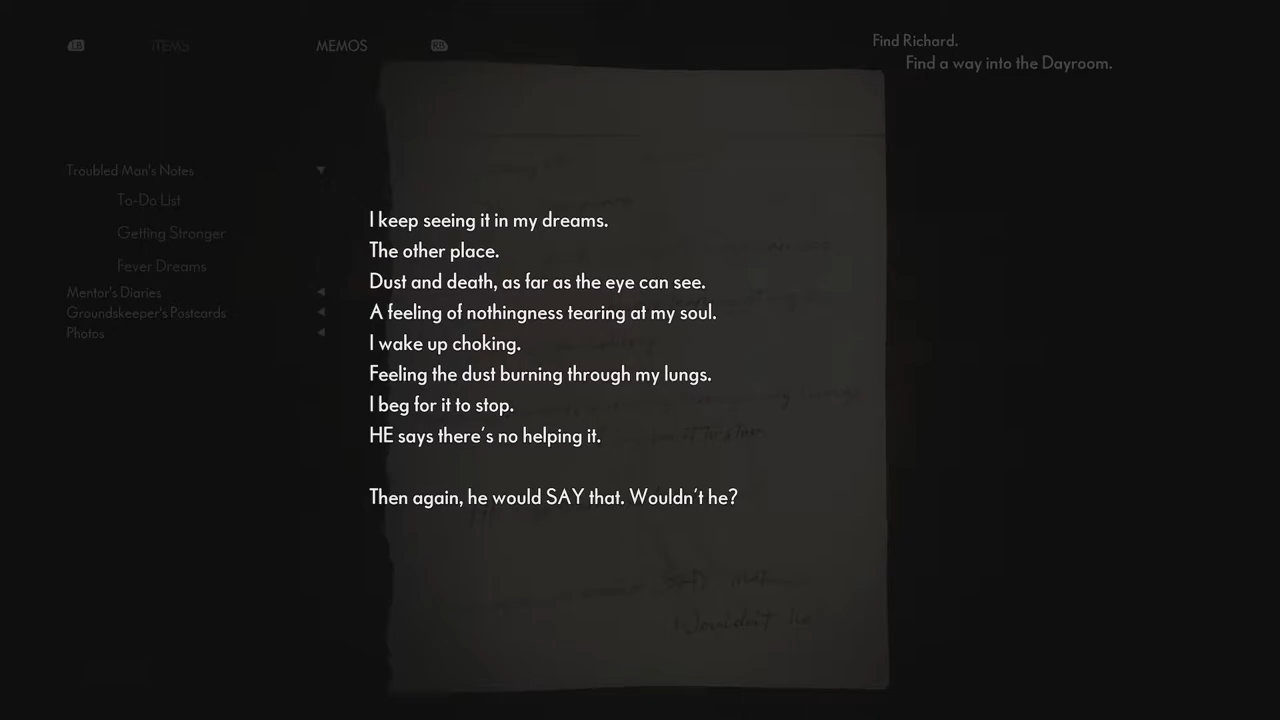 LB ITEMS MEMOS RB
Find Richard.
Find a way into the Dayroom.
Troubled Man's Notes
To-Do List
Getting Stronger
Fever Dreams
Mentor's Diaries
Groundskeeper's Postcards
Photos
I keep seeing it in my dreams.
The other place.
Dust and death, as far as the eye can see.
A feeling of nothingness tearing at my soul.
I wake up choking.
Feeling the dust burning through my lungs.
I beg for it to stop.
HE says there's no helping it.
Then again, he would SAY that. Wouldn't he?
Wouldn't he